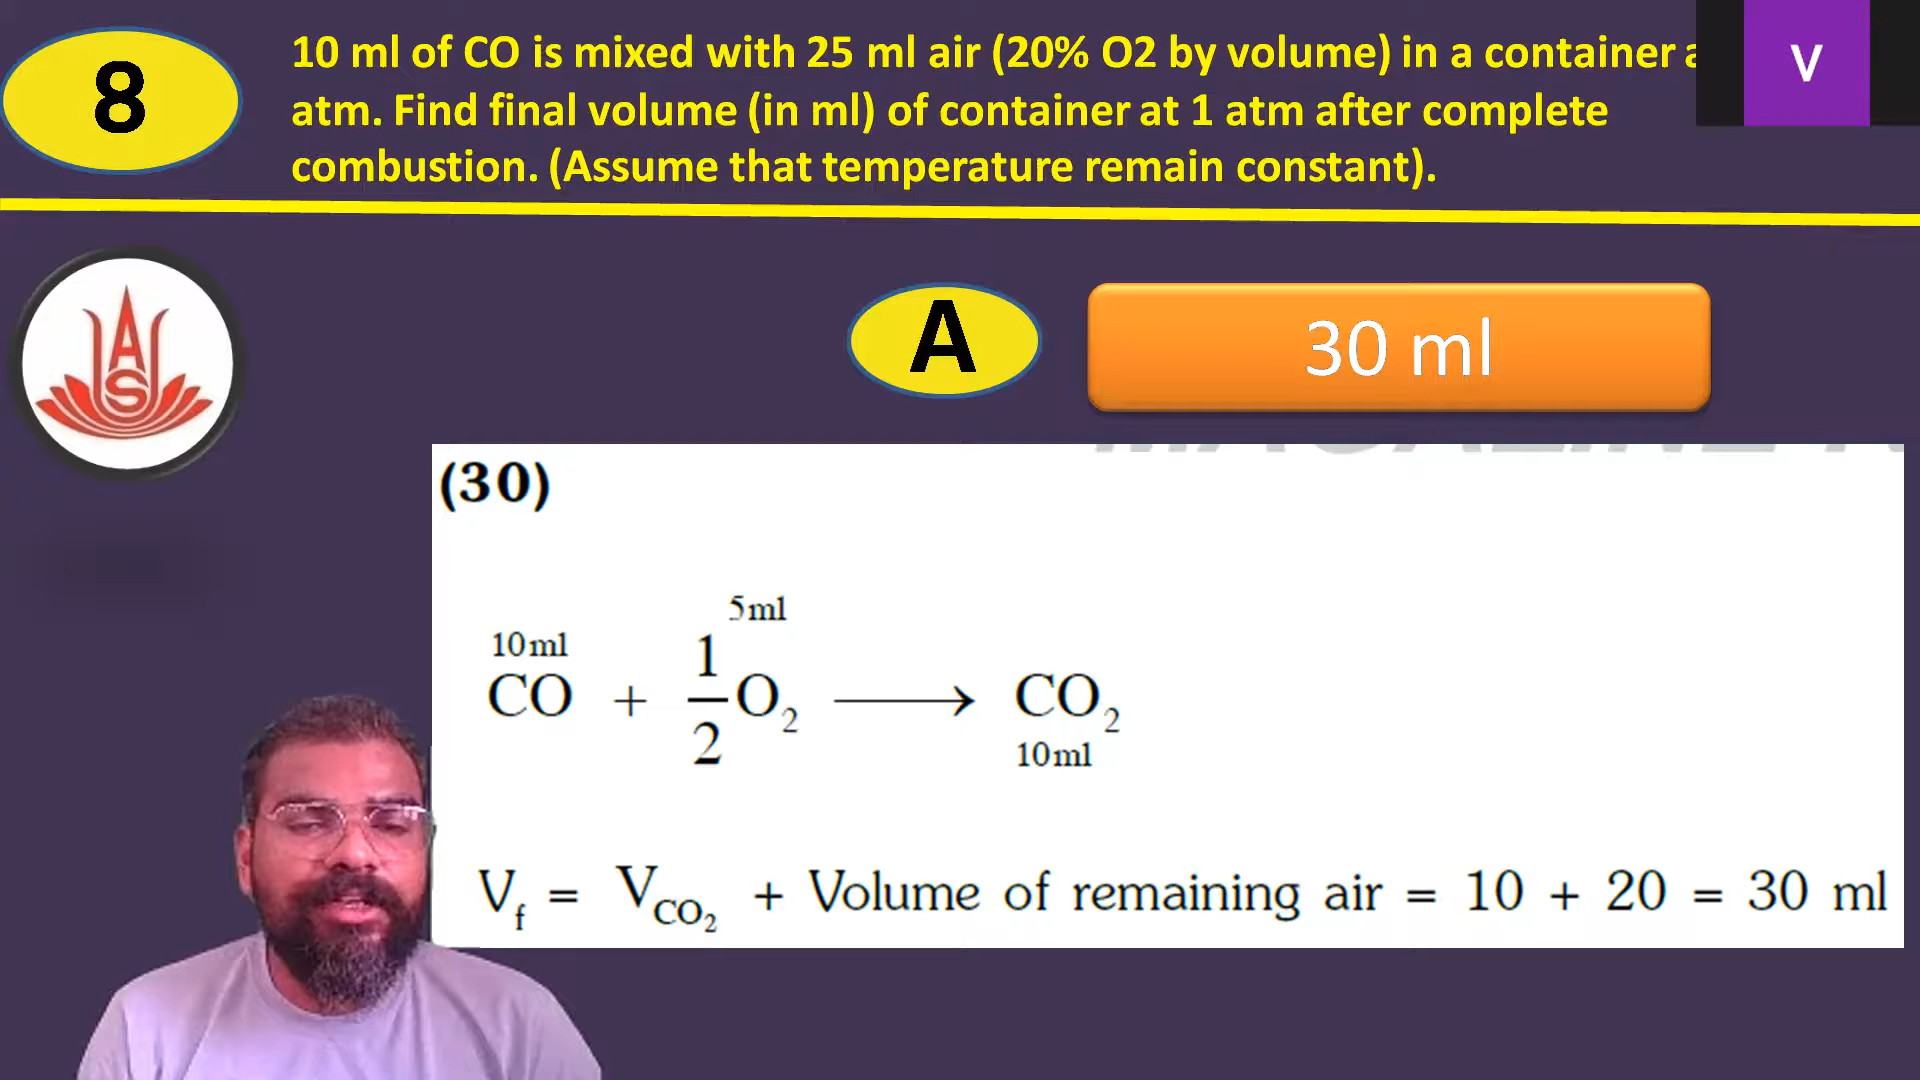 8
10 ml of CO is mixed with 25 ml air (20% O2 by volume) in a container
atm. Find final volume (in ml) of container at 1 atm after complete
combustion. (Assume that temperature remain constant).
V
A
S
A
30 ml
(30)
10ml CO + 1/2 5ml O₂ ⟶ CO₂ 10ml
V_f = V_CO₂ + Volume of remaining air = 10 + 20 = 30 ml